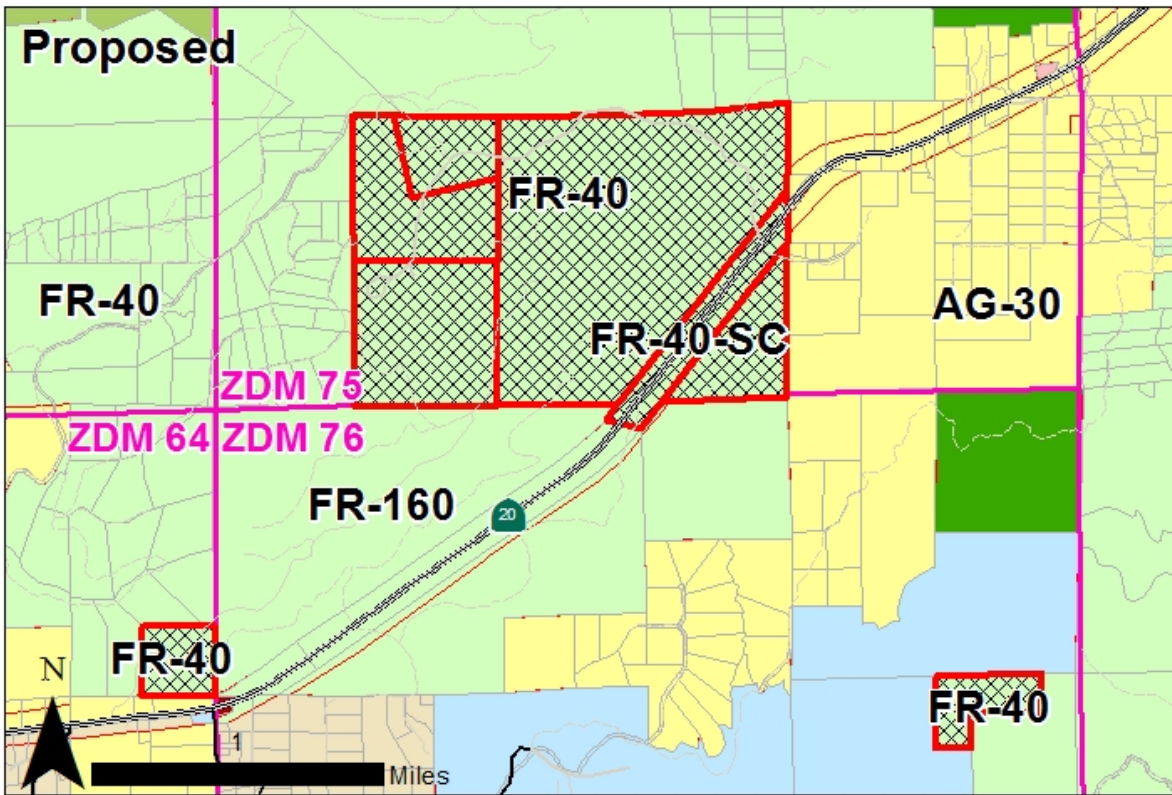 Proposed
FR-40
FR-40
FR-40-SC
AG-30
ZDM 75
ZDM 64
ZDM 76
FR-160
20
FR-40
N
FR-40
1
Miles